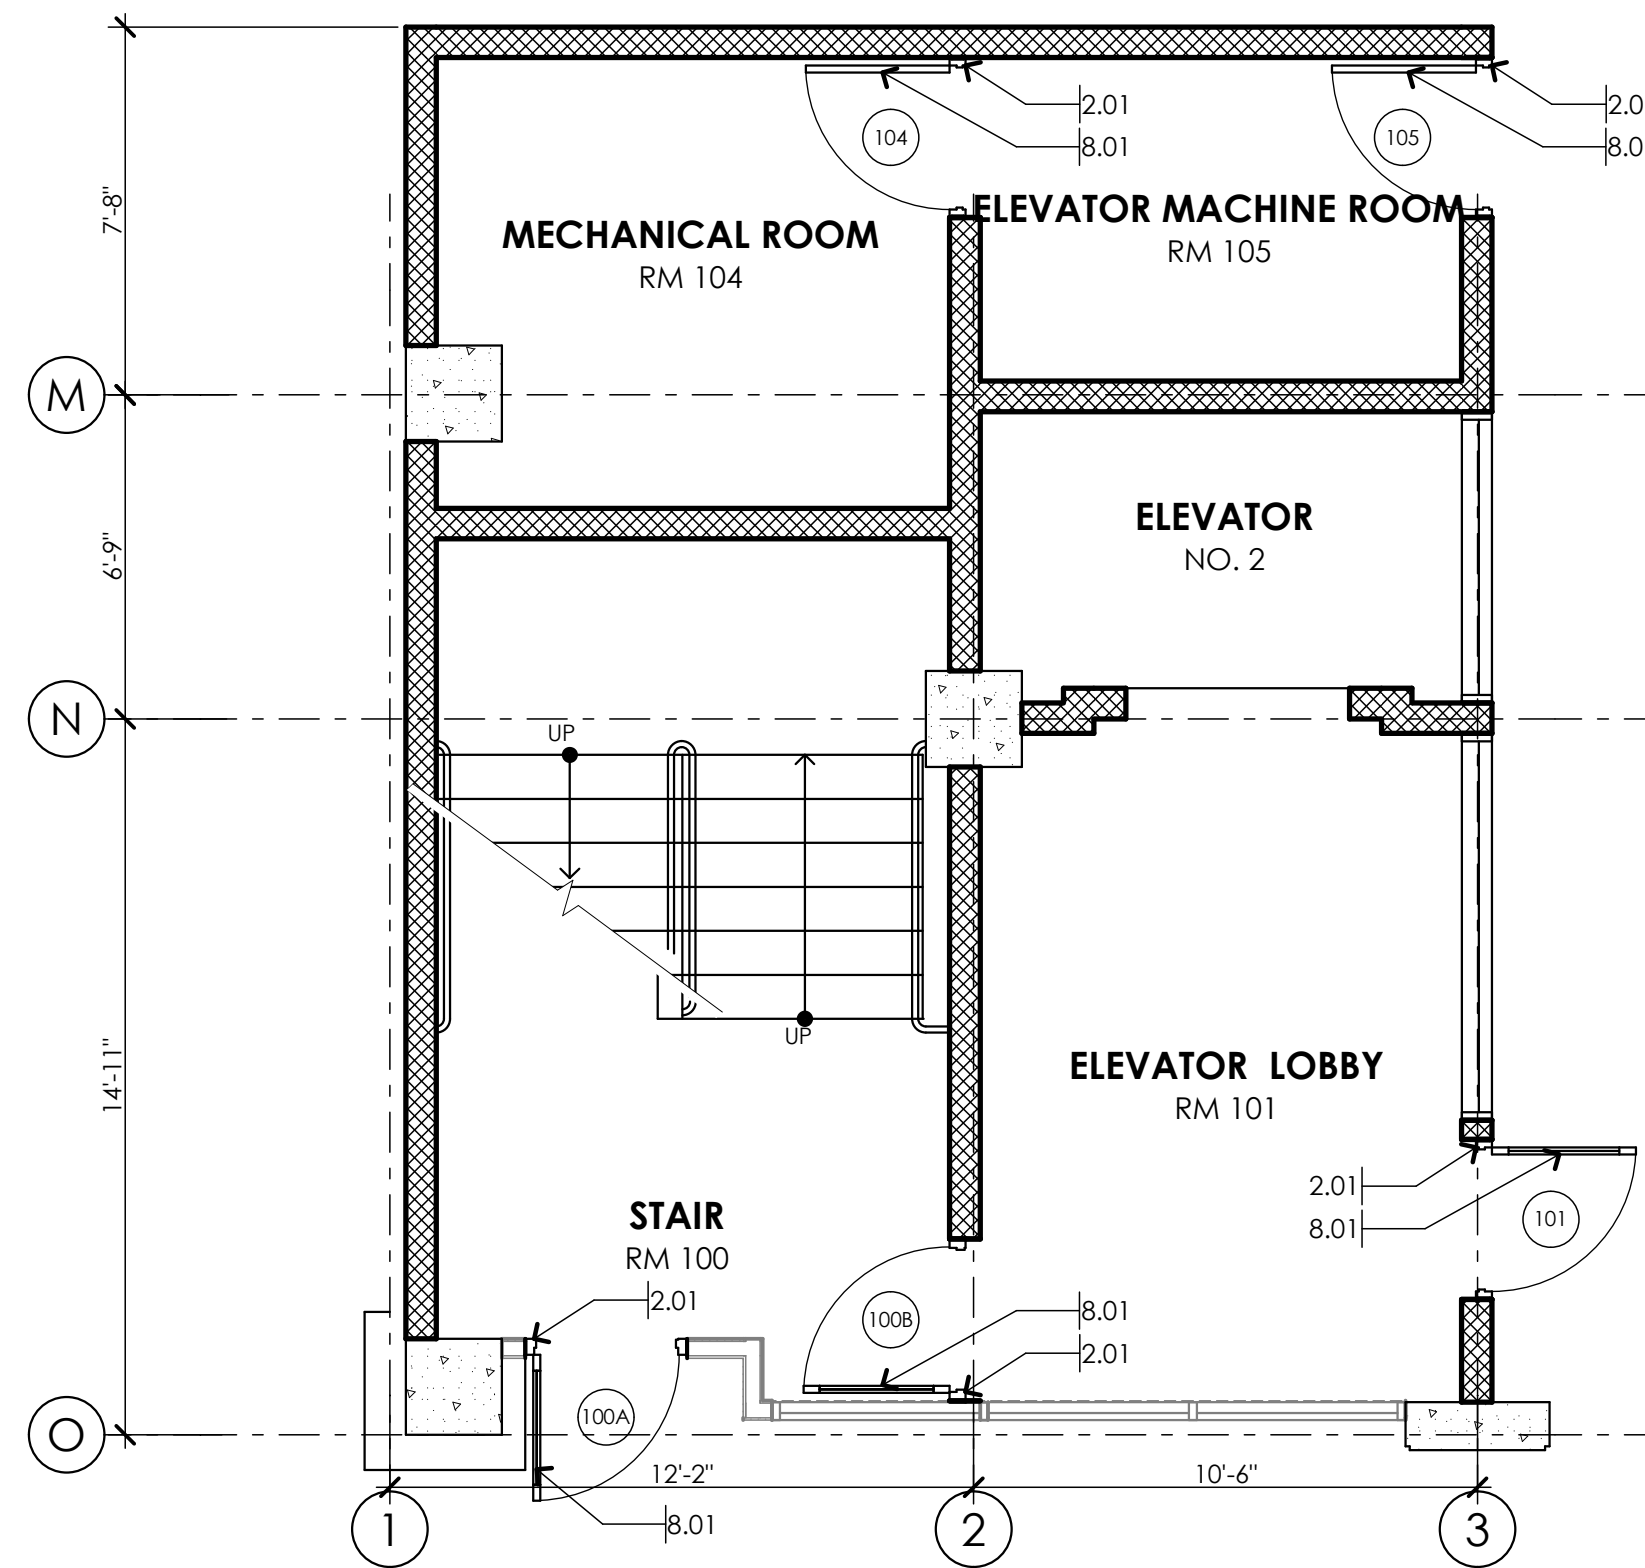 2.01
2.0
104
105
8.01
8.0
7'-8"
MECHANICAL ROOM
RM 104
ELEVATOR MACHINE ROOM
RM 105
M
6'-9"
ELEVATOR
NO. 2
N
UP
UP
14'-11"
ELEVATOR LOBBY
RM 101
2.01
8.01
101
STAIR
RM 100
2.01
8.01
100B
2.01
100A
O
12'-2"
10'-6"
8.01
1
2
3